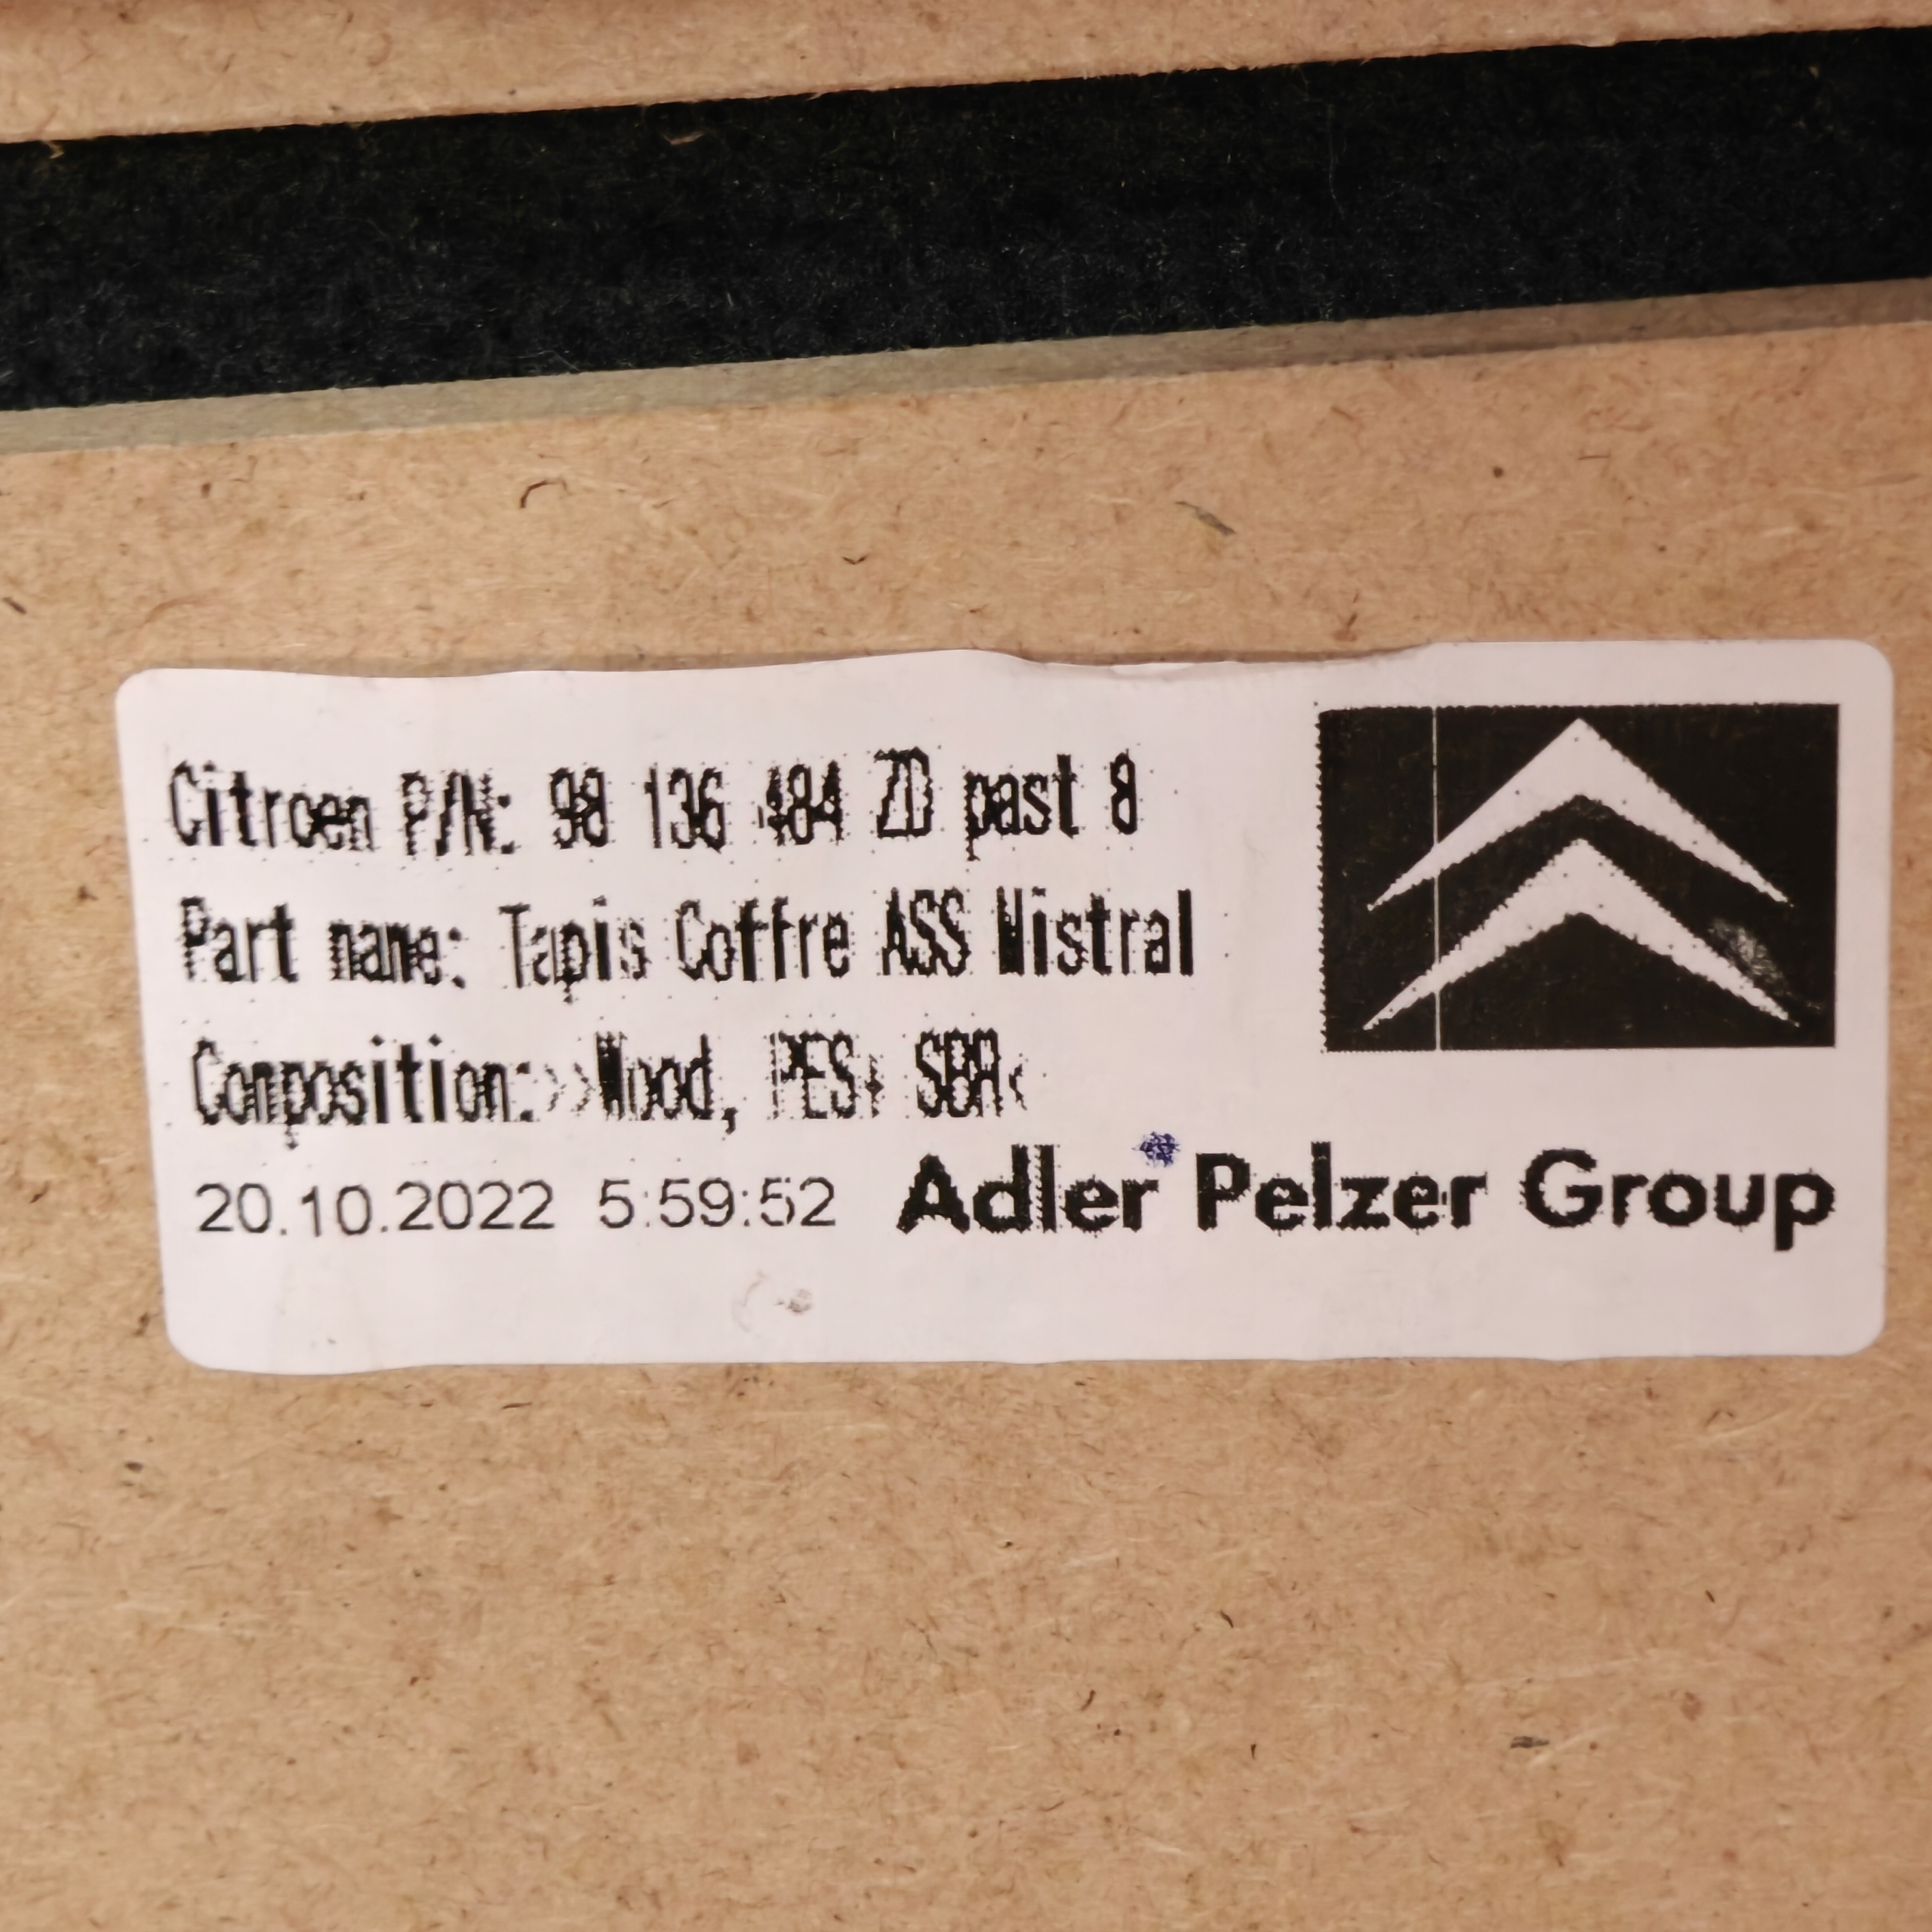 Citroen P/N: 98 136 484 ZD past 8
Part name: Tapis Coffre ASS Mistral
Composition:>>Wood, PES+ SBR<
20.10.2022 5:59:52 Adler Pelzer Group